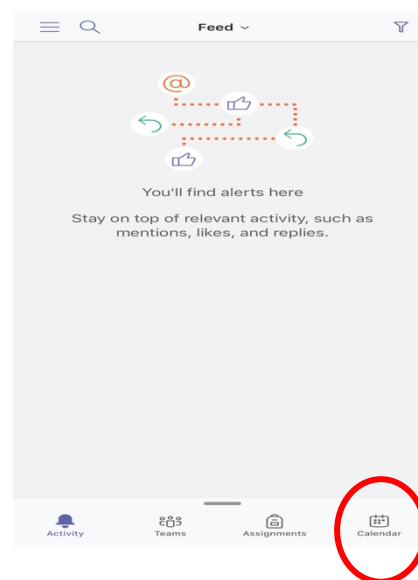 Feed
@
You'll find alerts here
Stay on top of relevant activity, such as
mentions, likes, and replies.
Activity Teams Assignments Calendar